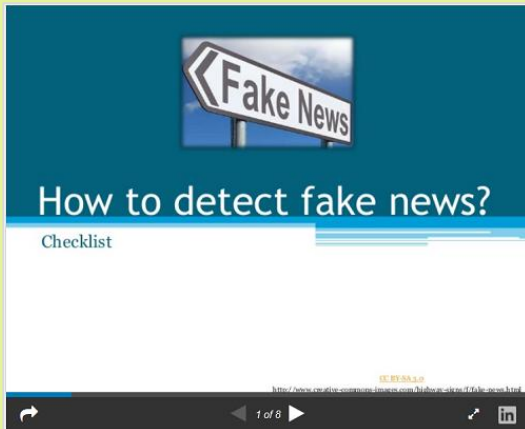 Fake News
How to detect fake news?
Checklist
CC BY-SA 3.0
http://www.creative-commons-images.com/highway-signs/f/fake-news.html
1 of 8
in